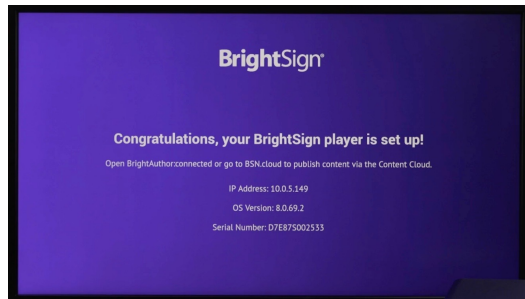 BrightSign®
Congratulations, your BrightSign player is set up!
Open BrightAuthor:connected or go to BSN.cloud to publish content via the Content Cloud.
IP Address: 10.0.5.149
OS Version: 8.0.69.2
Serial Number: D7E87S002533